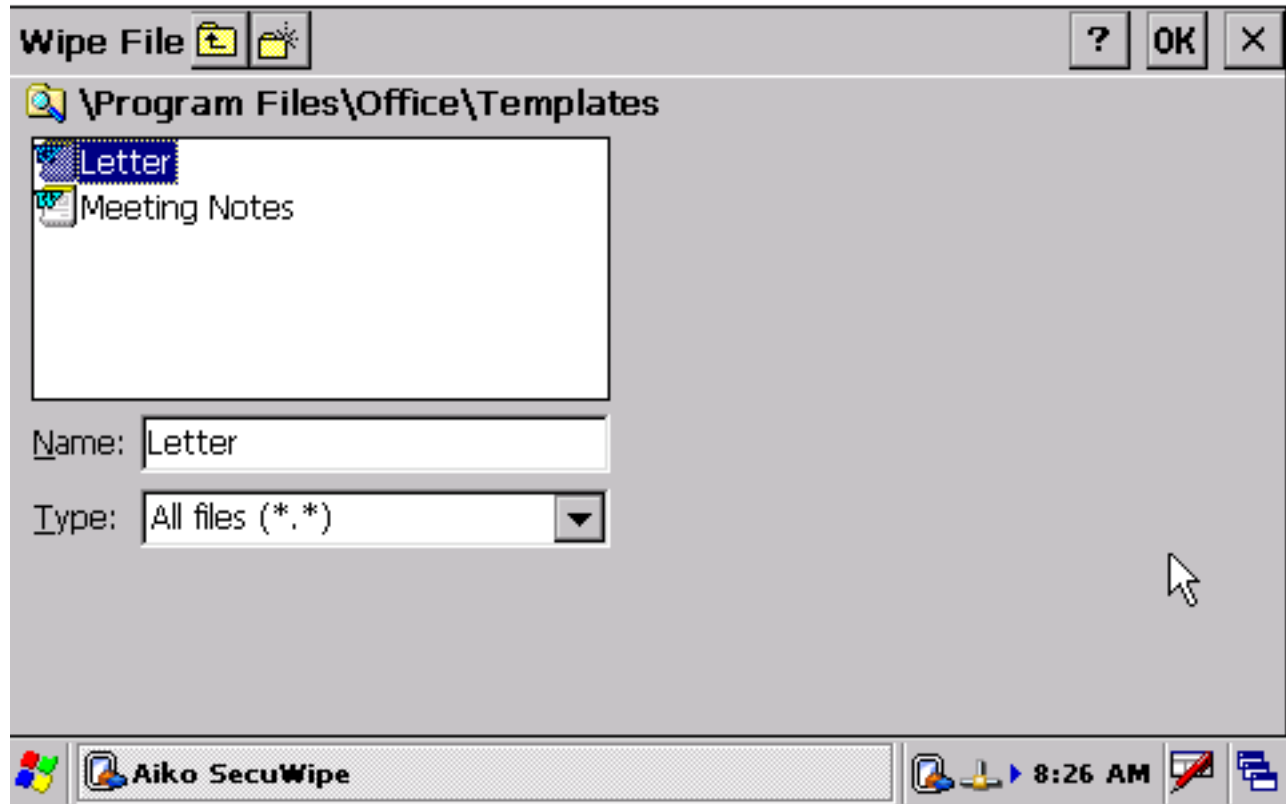 Wipe File ? OK ×
\Program Files\Office\Templates
Letter
Meeting Notes
Name: Letter
Type: All files (*.*)
Aiko SecuWipe 8:26 AM